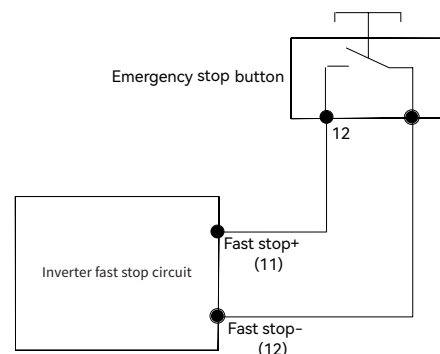 Emergency stop button
12
Fast stop+
(11)
Inverter fast stop circuit
Fast stop-
(12)